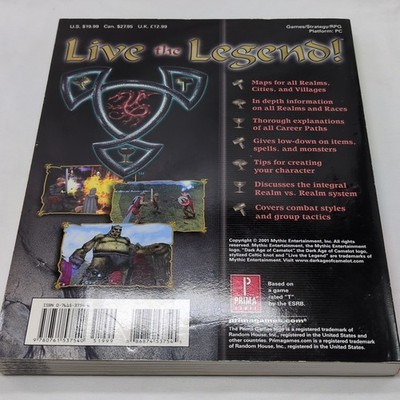 U.S. $19.99 Can. $27.95 U.K. £12.99
Games/Strategy/RPG
Platform: PC
Live the Legend!
Maps for all Realms,
Cities, and Villages
In depth information
on all Realms and Races
Thorough explanations
of all Career Paths
Gives low-down on items,
spells, and monsters
Tips for creating
your character
Discusses the integral
Realm vs. Realm system
Covers combat styles
and group tactics
TM
Copyright © 2001 Mythic Entertainment, Inc. All rights
reserved. Mythic Entertainment, the Mythic Entertainment
logo, "Dark Age of Camelot", the Dark Age of Camelot logo,
stylized Celtic knot and "Live the Legend" are trademarks of
Mythic Entertainment, Inc. Visit www.darkageofcamelot.com
PRIMA
GAMES
Based on
a game
rated "T"
by the ESRB.
primagames.com
The Prima Games logo is a registered trademark of
Random House, Inc., registered in the United States and
other countries. Primagames.com is a registered trademark of
Random House, Inc., registered in the United States.
9 780761 537540
51999